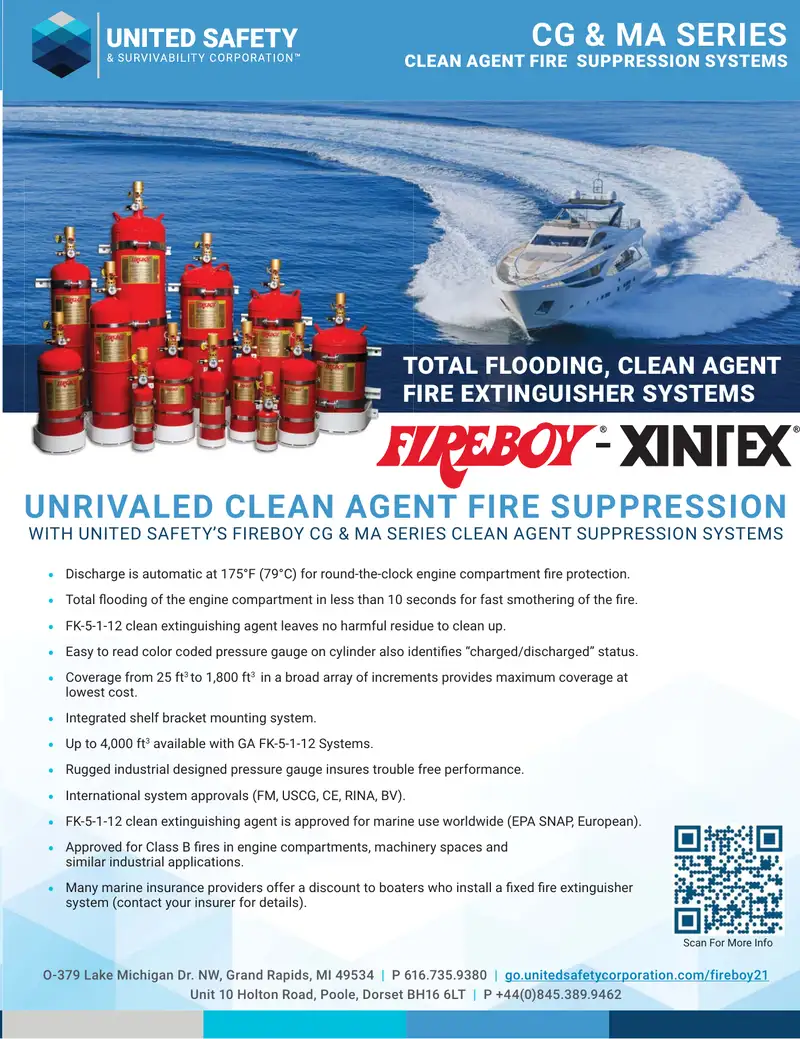 UNITED SAFETY
& SURVIVABILITY CORPORATION™
CG & MA SERIES
CLEAN AGENT FIRE SUPPRESSION SYSTEMS
TOTAL FLOODING, CLEAN AGENT
FIRE EXTINGUISHER SYSTEMS
FIREBOY® - XINTEX®
UNRIVALED CLEAN AGENT FIRE SUPPRESSION
WITH UNITED SAFETY'S FIREBOY CG & MA SERIES CLEAN AGENT SUPPRESSION SYSTEMS
• Discharge is automatic at 175°F (79°C) for round-the-clock engine compartment fire protection.
• Total flooding of the engine compartment in less than 10 seconds for fast smothering of the fire.
• FK-5-1-12 clean extinguishing agent leaves no harmful residue to clean up.
• Easy to read color coded pressure gauge on cylinder also identifies “charged/discharged” status.
• Coverage from 25 ft³ to 1,800 ft³ in a broad array of increments provides maximum coverage at
lowest cost.
• Integrated shelf bracket mounting system.
• Up to 4,000 ft³ available with GA FK-5-1-12 Systems.
• Rugged industrial designed pressure gauge insures trouble free performance.
• International system approvals (FM, USCG, CE, RINA, BV).
• FK-5-1-12 clean extinguishing agent is approved for marine use worldwide (EPA SNAP, European).
• Approved for Class B fires in engine compartments, machinery spaces and
similar industrial applications.
• Many marine insurance providers offer a discount to boaters who install a fixed fire extinguisher
system (contact your insurer for details).
Scan For More Info
O-379 Lake Michigan Dr. NW, Grand Rapids, MI 49534 | P 616.735.9380 | go.unitedsafetycorporation.com/fireboy21
Unit 10 Holton Road, Poole, Dorset BH16 6LT | P +44(0)845.389.9462